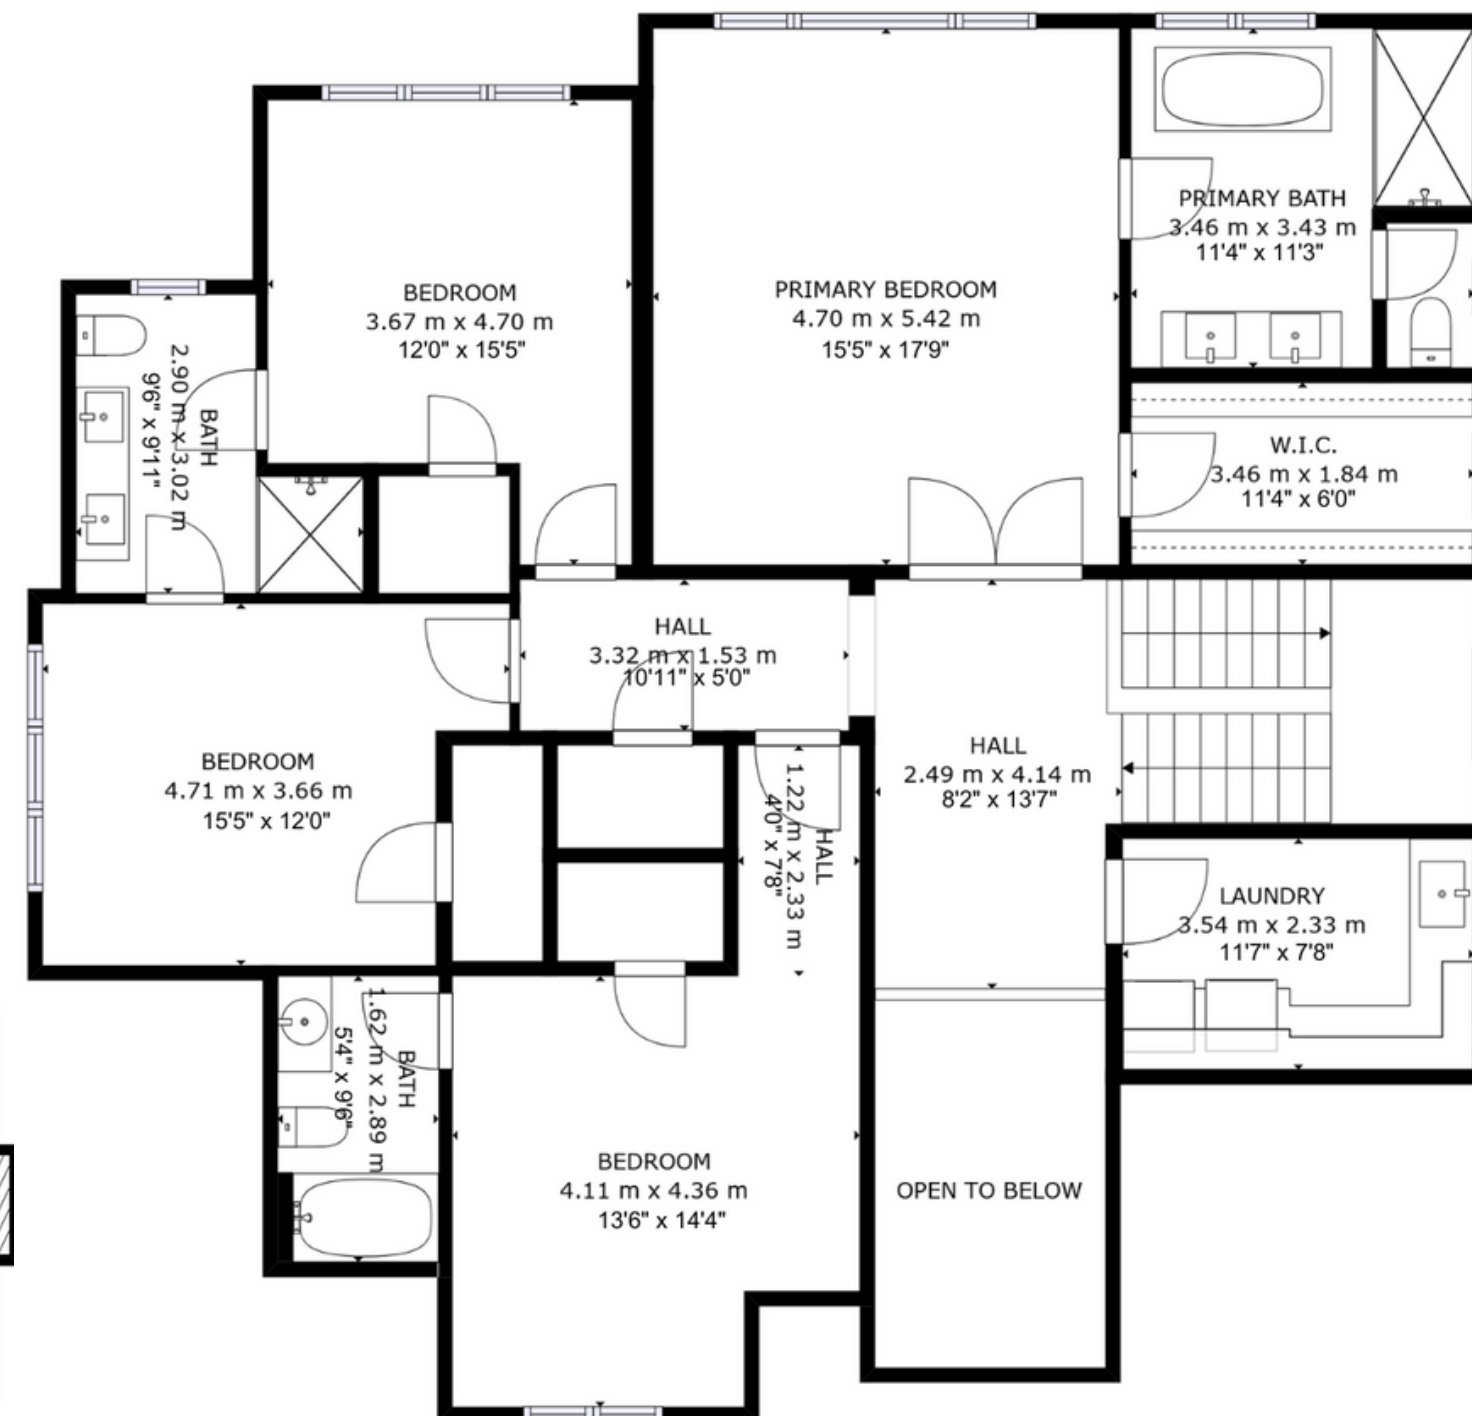 PRIMARY BATH
3.46 m x 3.43 m
11'4" x 11'3"
BEDROOM
3.67 m x 4.70 m
12'0" x 15'5"
PRIMARY BEDROOM
4.70 m x 5.42 m
15'5" x 17'9"
BATH
2.90 m x 3.02 m
9'6" x 9'11"
W.I.C.
3.46 m x 1.84 m
11'4" x 6'0"
HALL
3.32 m x 1.53 m
10'11" x 5'0"
BEDROOM
4.71 m x 3.66 m
15'5" x 12'0"
HALL
1.22 m x 2.33 m
4'0" x 7'8"
HALL
2.49 m x 4.14 m
8'2" x 13'7"
LAUNDRY
3.54 m x 2.33 m
11'7" x 7'8"
BATH
1.62 m x 2.89 m
5'4" x 9'6"
BEDROOM
4.11 m x 4.36 m
13'6" x 14'4"
OPEN TO BELOW